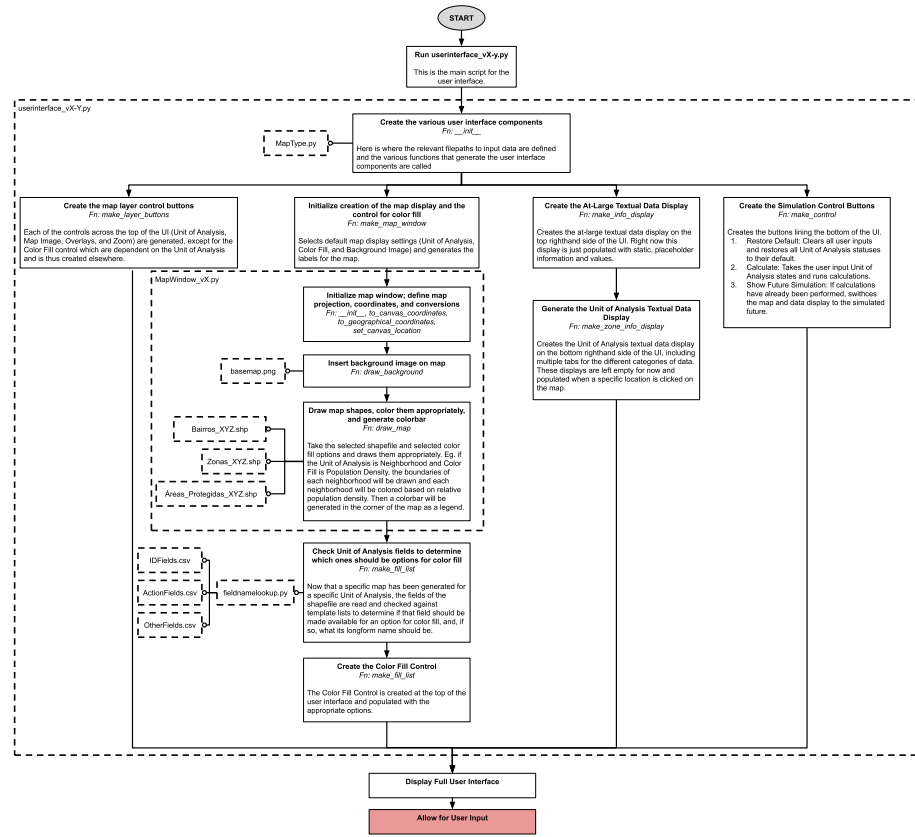 START
Run userinterface_vX-y.py
This is the main script for the
user interface.
userinterface_vX-Y.py
Create the various user interface components
Fn: __init__
Here is where the relevant filepaths to input data are defined
and the various functions that generate the user interface
components are called
MapType.py
Create the map layer control buttons
Fn: make_layer_buttons
Each of the controls across the top of the UI (Unit of Analysis,
Map Image, Overlays, and Zoom) are generated, except for the
Color Fill control which are dependent on the Unit of Analysis
and is thus created elsewhere.
Initialize creation of the map display and the
control for color fill
Fn: make_map_window
Selects default map display settings (Unit of Analysis,
Color Fill, and Background Image) and generates the
labels for the map.
Create the At-Large Textual Data Display
Fn: make_info_display
Creates the at-large textual data display on the
top righthand side of the UI. Right now this
display is just populated with static, placeholder
information and values.
Create the Simulation Control Buttons
Fn: make_control
Creates the buttons lining the bottom of the UI.
1. Restore Default: Clears all user inputs
and restores all Unit of Analysis statuses
to their default.
2. Calculate: Takes the user input Unit of
Analysis states and runs calculations.
3. Show Future Simulation: If calculations
have already been performed, swithces
the map and data display to the simulated
future.
MapWindow_vX.py
Initialize map window; define map
projection, coordinates, and conversions
Fn: __init__, to_canvas_coordinates,
to_geographical_coordinates,
set_canvas_location
Generate the Unit of Analysis Textual Data
Display
Fn: make_zone_info_display
Creates the Unit of Analysis textual data display
on the bottom righthand side of the UI, including
multiple tabs for the different categories of data.
These displays are left empty for now and
populated when a specific location is clicked on
the map.
basemap.png
Insert background image on map
Fn: draw_background
Draw map shapes, color them appropriately,
and generate colorbar
Fn: draw_map
Take the selected shapefile and selected color
fill options and draws them appropriately. Eg. if
the Unit of Analysis is Neighborhood and Color
Fill is Population Density, the boundaries of
each neighborhood will be drawn and each
neighborhood will be colored based on relative
population density. Then a colorbar will be
generated in the corner of the map as a legend.
Bairros_XYZ.shp
Zonas_XYZ.shp
Áreas_Protegidas_XYZ.shp
Check Unit of Analysis fields to determine
which ones should be options for color fill
Fn: make_fill_list
Now that a specific map has been generated for
a specific Unit of Analysis, the fields of the
shapefile are read and checked against
template lists to determine if that field should be
made available for an option for color fill, and, if
so, what its longform name should be.
IDFields.csv
ActionFields.csv
OtherFields.csv
fieldnamelookup.py
Create the Color Fill Control
Fn: make_fill_list
The Color Fill Control is created at the top of the
user interface and populated with the
appropriate options.
Display Full User Interface
Allow for User Input